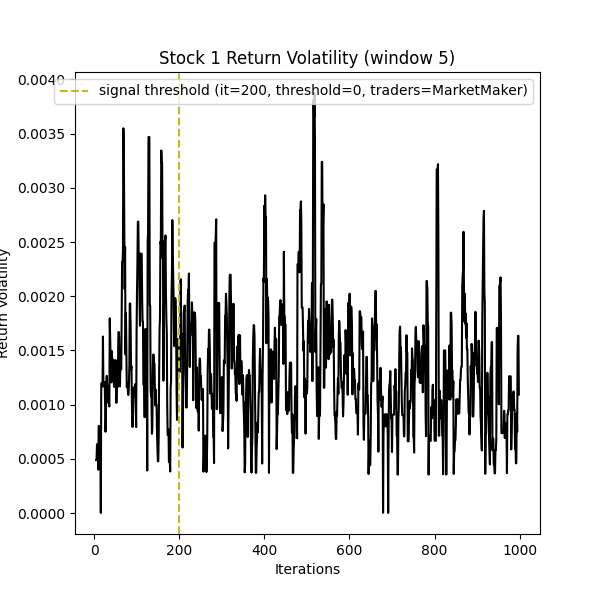 Stock 1 Return Volatility (window 5)
signal threshold (it=200, threshold=0, traders=MarketMaker)
Return Volatility
0.0040
0.0035
0.0030
0.0025
0.0020
0.0015
0.0010
0.0005
0.0000
0 200 400 600 800 1000
Iterations